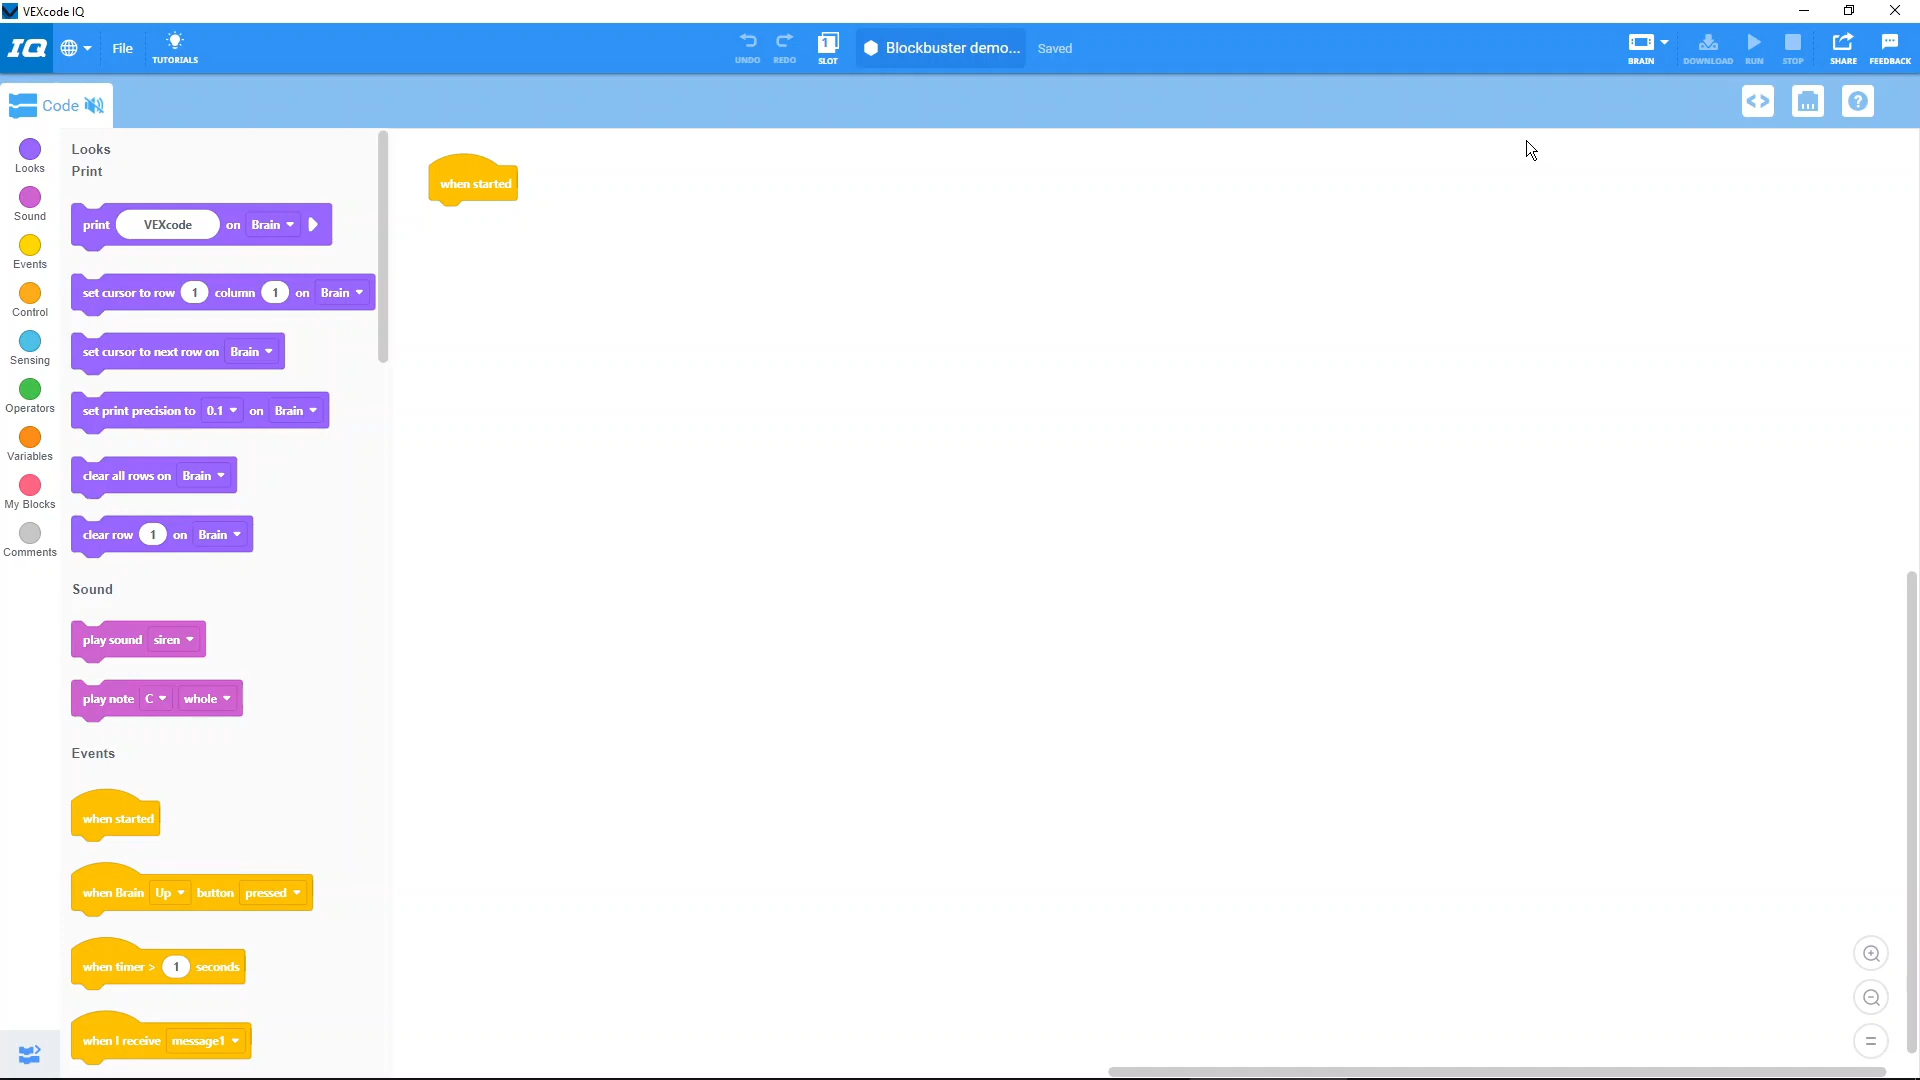 VEXcode IQ
IQ
File
TUTORIALS
UNDO
REDO
1
SLOT
Blockbuster demo...
Saved
BRAIN
DOWNLOAD
RUN
STOP
SHARE
FEEDBACK
Code
Looks
Sound
Events
Control
Sensing
Operators
Variables
My Blocks
Comments
Looks
Print
print VEXcode on Brain
set cursor to row 1 column 1 on Brain
set cursor to next row on Brain
set print precision to 0.1 on Brain
clear all rows on Brain
clear row 1 on Brain
Sound
play sound siren
play note C whole
Events
when started
when Brain Up button pressed
when timer > 1 seconds
when I receive message1
when started